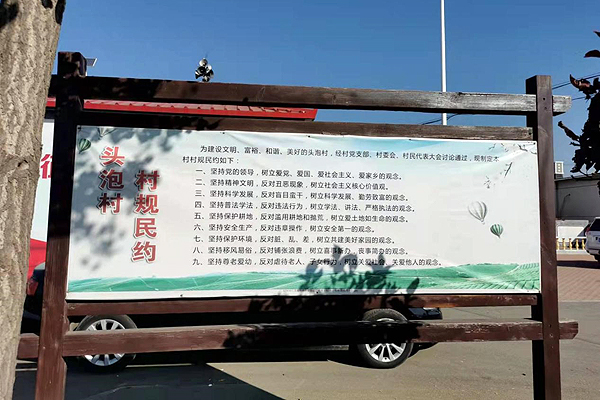 头泡村
村规民约
为建设文明、富裕、和谐、美好的头泡村，经村党支部、村委会、村民代表大会讨论通过，现制定本
村村规民约如下：
一、坚持党的领导，树立爱党、爱国、爱社会主义、爱家乡的观念。
二、坚持精神文明，反对丑恶现象，树立社会主义核心价值观。
三、坚持科学发展，反对盲目蛮干，树立科学发展、勤劳致富的观念。
四、坚持普法学法，反对违法行为，树立学法、讲法、严格执法的观念。
五、坚持保护耕地，反对滥用耕地和抛荒，树立爱土地如生命的观念。
六、坚持安全生产，反对违章操作，树立安全第一的观念。
七、坚持保护环境，反对脏、乱、差，树立共建美好家园的观念。
八、坚持移风易俗，反对铺张浪费，树立喜事新办、丧事简办的观念。
九、坚持尊老爱幼，反对虐待老人、子女行为，树立关爱社会、关爱他人的观念。